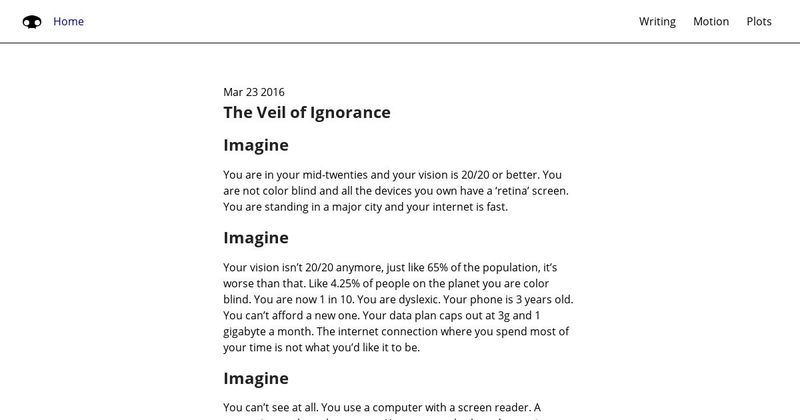 Home
Writing Motion Plots
Mar 23 2016
The Veil of Ignorance
Imagine
You are in your mid-twenties and your vision is 20/20 or better. You
are not color blind and all the devices you own have a ‘retina’ screen.
You are standing in a major city and your internet is fast.
Imagine
Your vision isn’t 20/20 anymore, just like 65% of the population, it’s
worse than that. Like 4.25% of people on the planet you are color
blind. You are now 1 in 10. You are dyslexic. Your phone is 3 years old.
You can’t afford a new one. Your data plan caps out at 3g and 1
gigabyte a month. The internet connection where you spend most of
your time is not what you’d like it to be.
Imagine
You can’t see at all. You use a computer with a screen reader. A